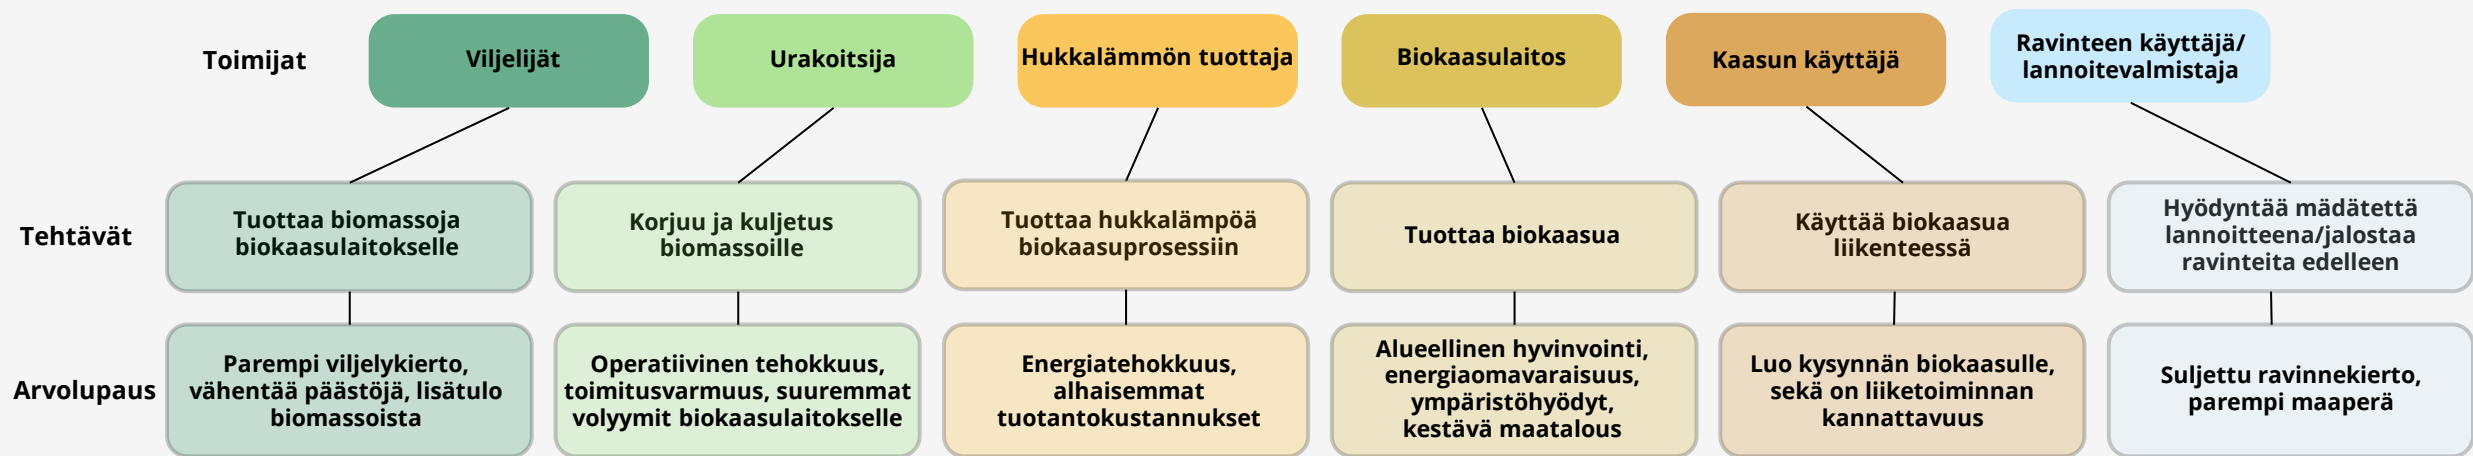 Toimijat
Viljelijät
Urakoitsija
Hukkalämmön tuottaja
Biokaasulaitos
Kaasun käyttäjä
Ravinteen käyttäjä/
lannoitevalmistaja
Tehtävät
Tuottaa biomassoja
biokaasulaitokselle
Korjuu ja kuljetus
biomassoille
Tuottaa hukkalämpöä
biokaasuprosessiin
Tuottaa biokaasua
Käyttää biokaasua
liikenteessä
Hyödyntää mädätettä
lannoitteena/jalostaa
ravinteita edelleen
Arvolupaus
Parempi viljelykierto,
vähentää päästöjä, lisätulo
biomassoista
Operatiivinen tehokkuus,
toimitusvarmuus, suuremmat
volyymit biokaasulaitokselle
Energiatehokkuus,
alhaisemmat
tuotantokustannukset
Alueellinen hyvinvointi,
energiaomavaraisuus,
ympäristöhyödyt,
kestävä maatalous
Luo kysynnän biokaasulle,
sekä on liiketoiminnan
kannattavuus
Suljettu ravinnekierto,
parempi maaperä